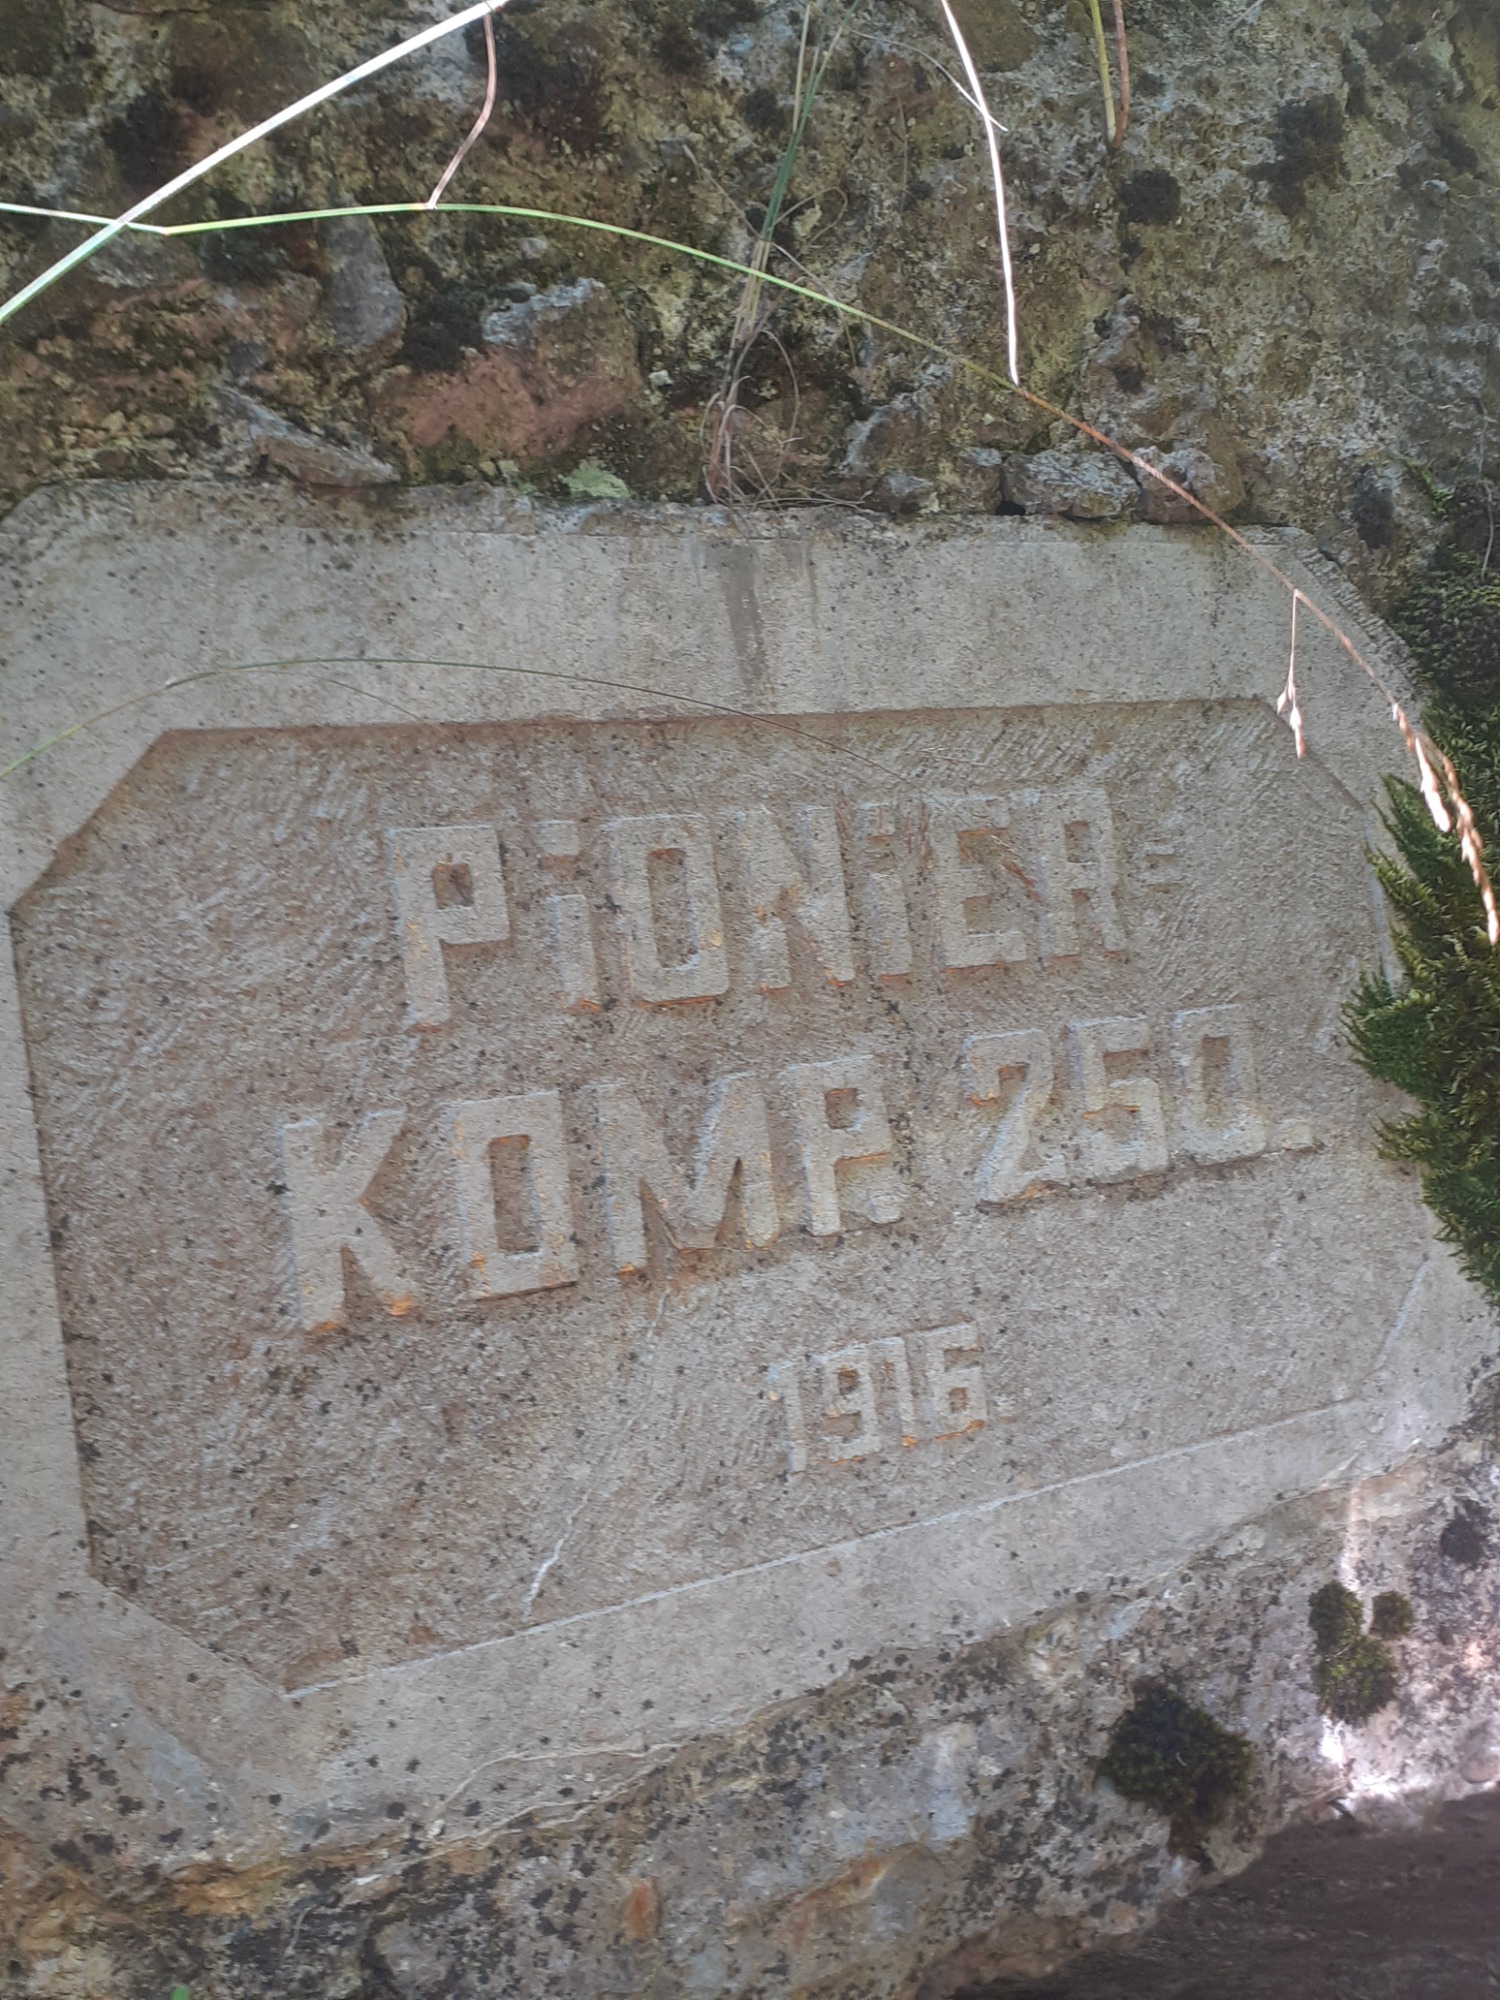 PiONiER=
KOMP. 250.
1916.